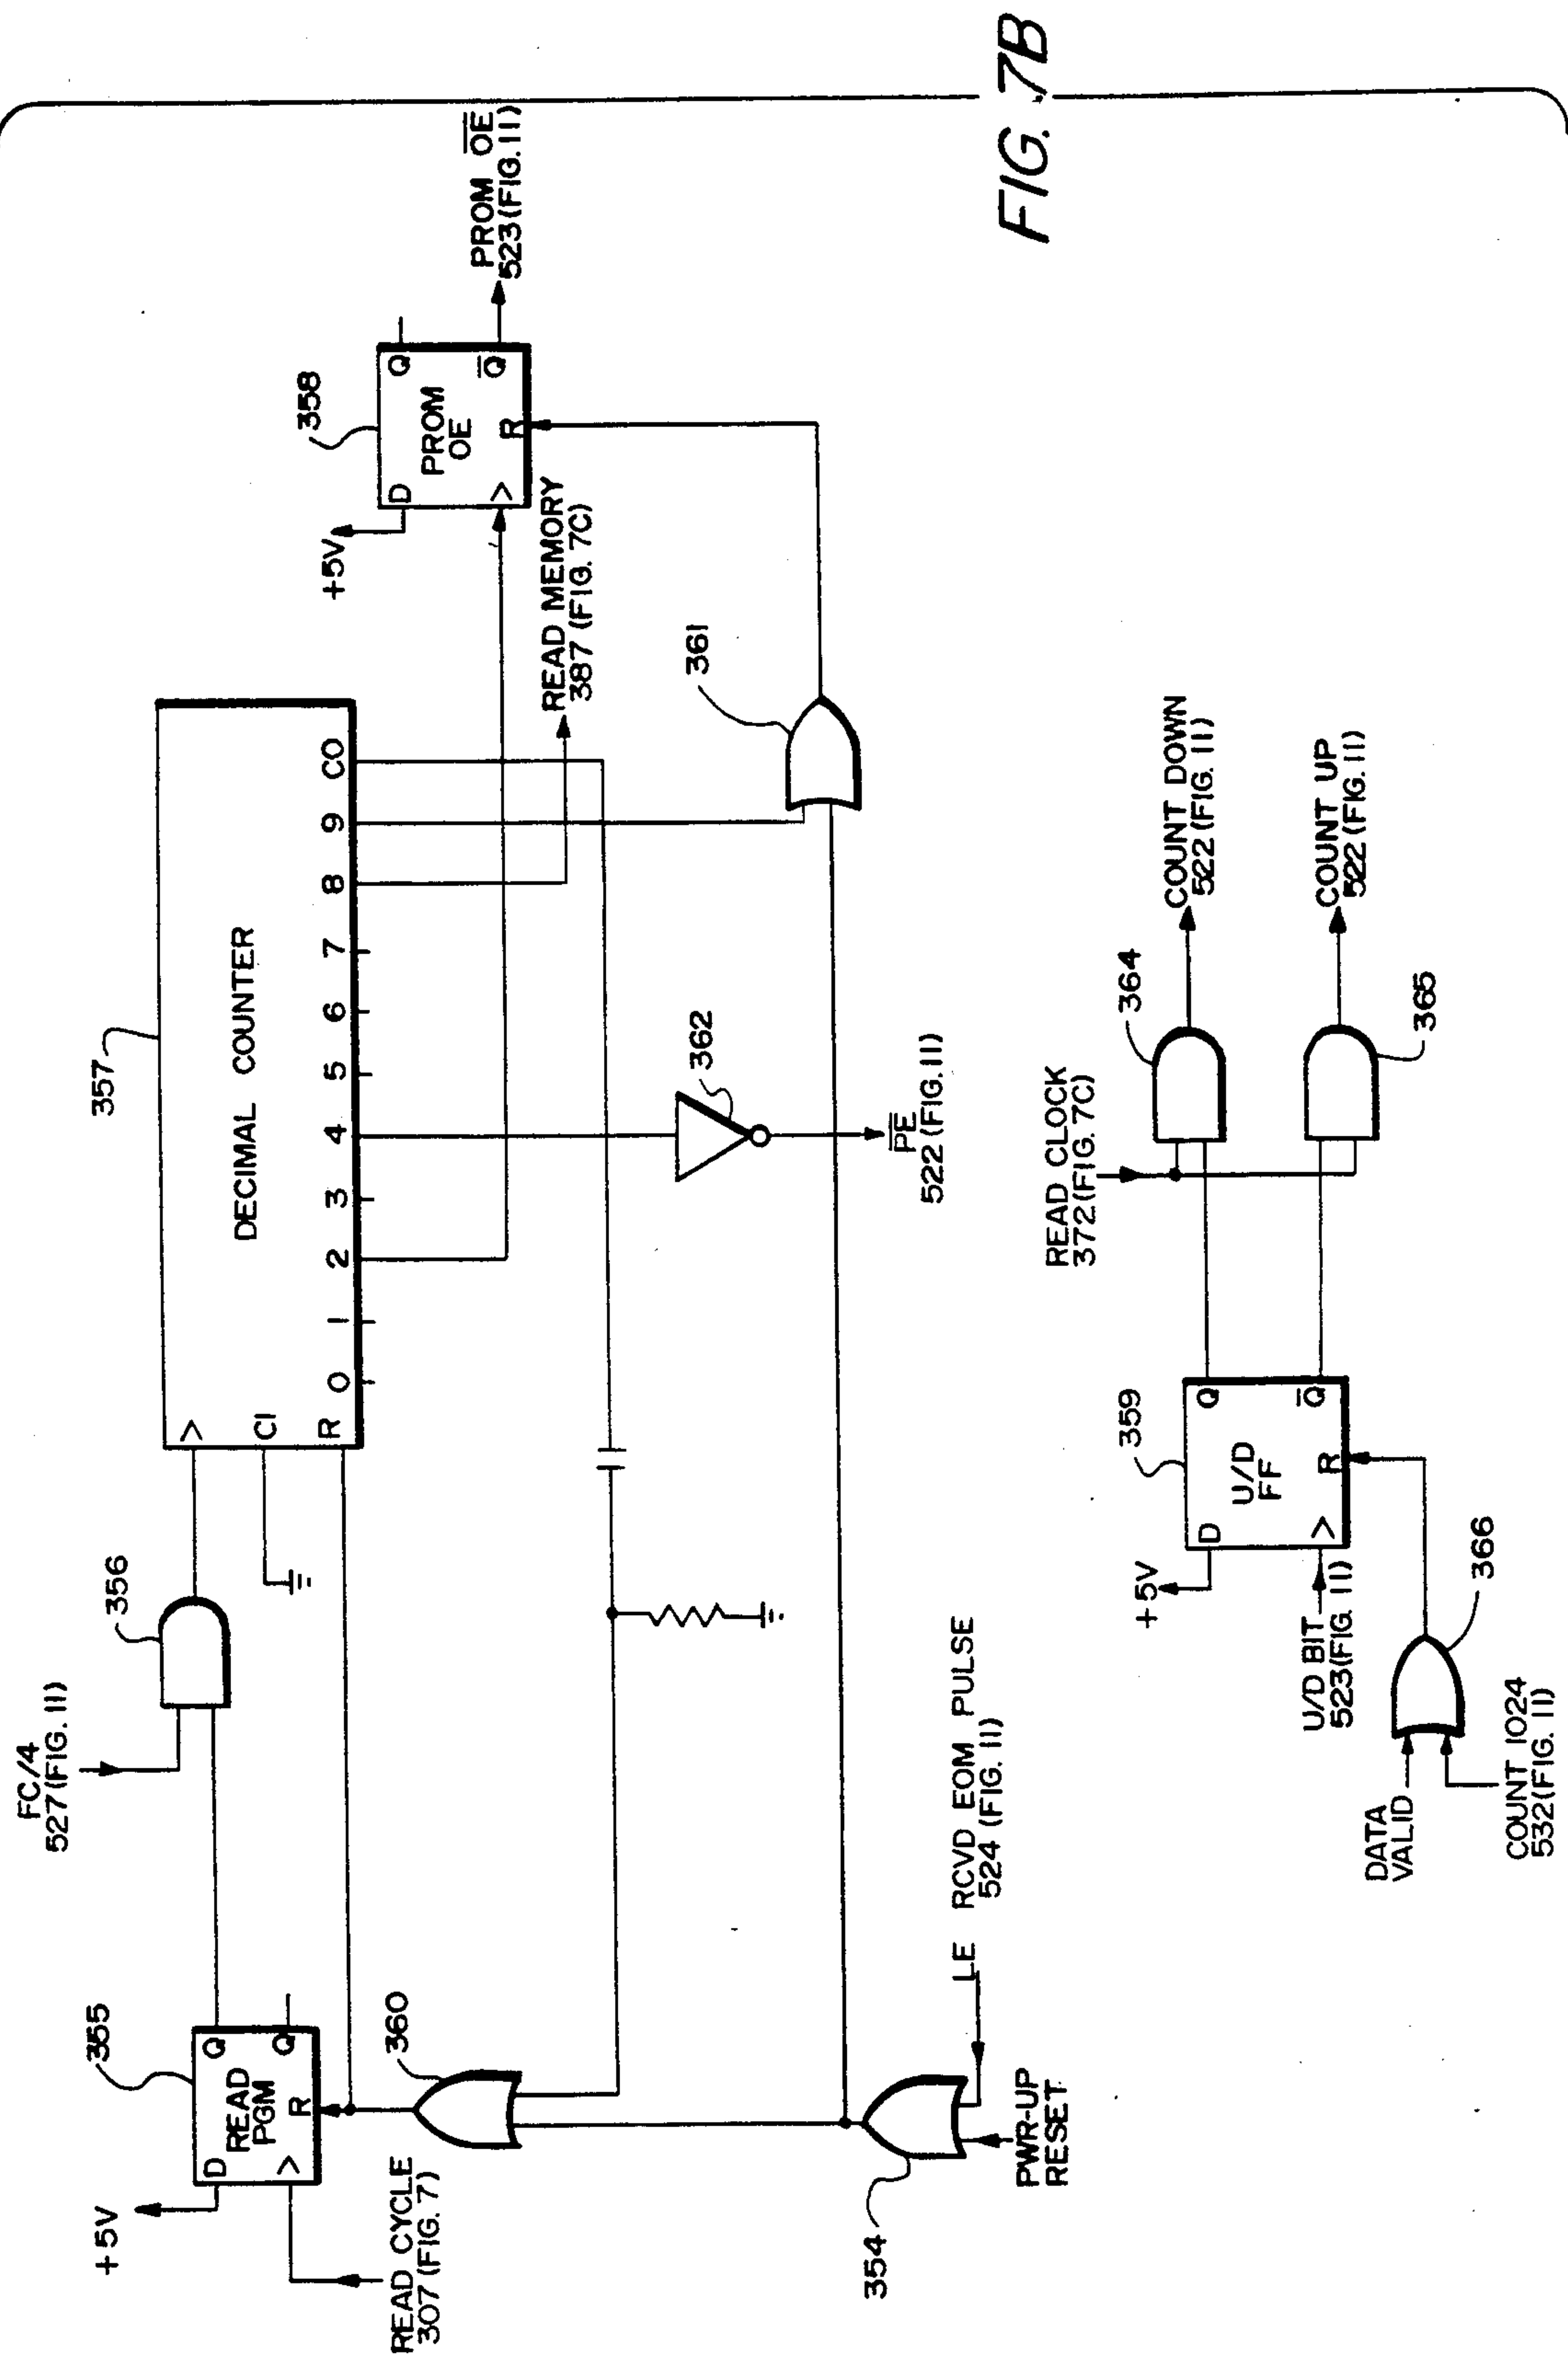 FC/4
527 (FIG. 11)
356
357
DECIMAL COUNTER
>
CI
R
0
1
2
3
4
5
6
7
8
9
CO
355
+5V
D
READ
PGM
Q
Q
>
R
READ CYCLE
307 (FIG. 7)
360
354
PWR-UP
RESET
LE RCVD EOM PULSE
524 (FIG. 11)
362
PE
522 (FIG. 11)
361
READ MEMORY
387 (FIG. 7C)
358
+5V
D
PROM
OE
Q
Q̅
>
R
PROM O̅E̅
523 (FIG. 11)
READ CLOCK
372 (FIG. 7C)
359
+5V
D
U/D
FF
Q
Q̅
>
R
U/D BIT
523 (FIG. 11)
DATA
VALID
COUNT 1024
532 (FIG. 11)
366
364
COUNT DOWN
522 (FIG. 11)
365
COUNT UP
522 (FIG. 11)
FIG. 7B